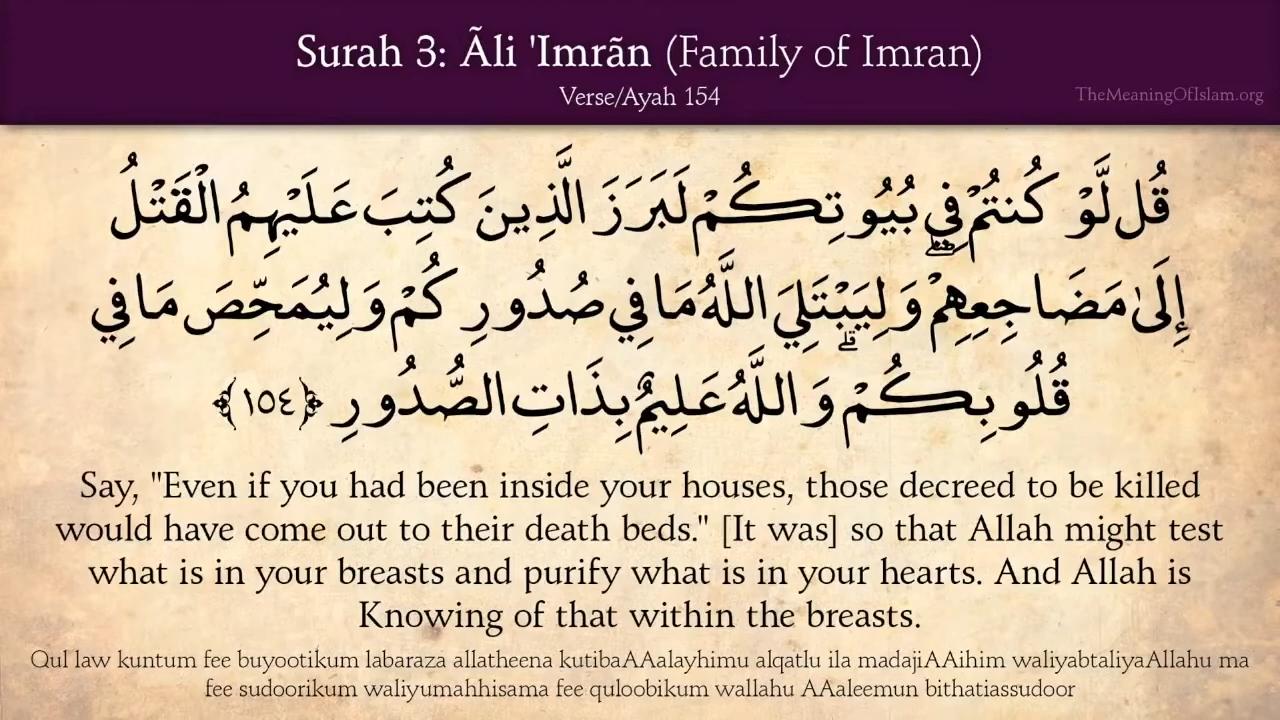 Surah 3: Ãli 'Imrãn (Family of Imran)
Verse/Ayah 154
TheMeaningOfIslam.org
قُل لَّوْ كُنتُمْ فِي بُيُوتِكُمْ لَبَرَزَ الَّذِينَ كُتِبَ عَلَيْهِمُ الْقَتْلُ
إِلَىٰ مَضَاجِعِهِمْ ۖ وَلِيَبْتَلِيَ اللَّهُ مَا فِي صُدُورِكُمْ وَلِيُمَحِّصَ مَا فِي
قُلُوبِكُمْ ۗ وَاللَّهُ عَلِيمٌ بِذَاتِ الصُّدُورِ ﴿١٥٤﴾
Say, "Even if you had been inside your houses, those decreed to be killed
would have come out to their death beds." [It was] so that Allah might test
what is in your breasts and purify what is in your hearts. And Allah is
Knowing of that within the breasts.
Qul law kuntum fee buyootikum labaraza allatheena kutibaAAalayhimu alqatlu ila madajiAAihim waliyabtaliyaAllahu ma
fee sudoorikum waliyumahhisama fee quloobikum wallahu AAaleemun bithatiassudoor